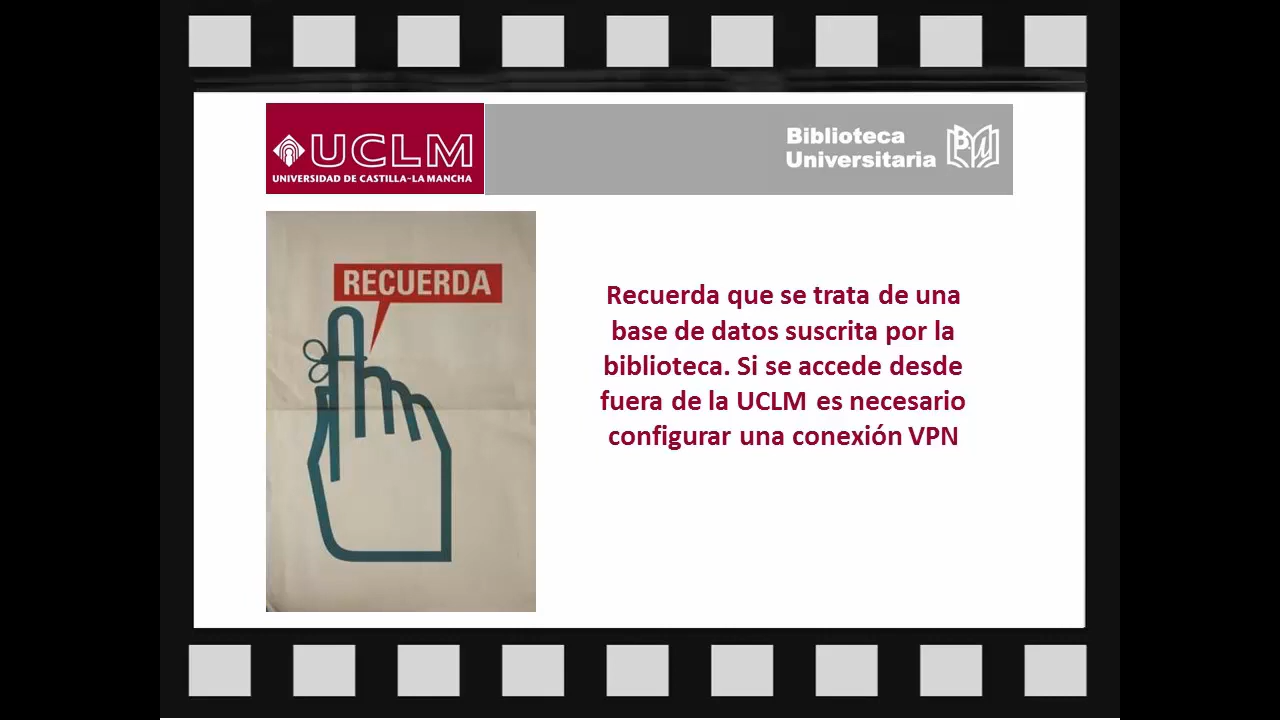 UCLM
UNIVERSIDAD DE CASTILLA-LA MANCHA
Biblioteca
Universitaria
RECUERDA
Recuerda que se trata de una
base de datos suscrita por la
biblioteca. Si se accede desde
fuera de la UCLM es necesario
configurar una conexión VPN